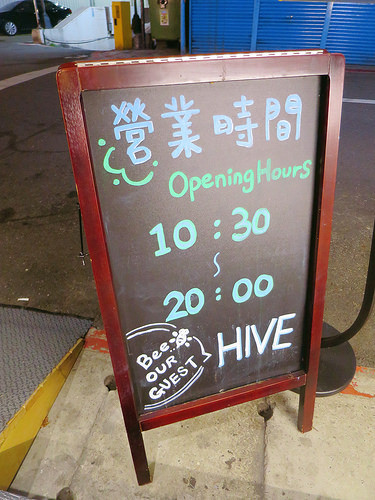 營業時間
Opening Hours
10:30
~
20:00
Bee
OUR
GUEST
HIVE